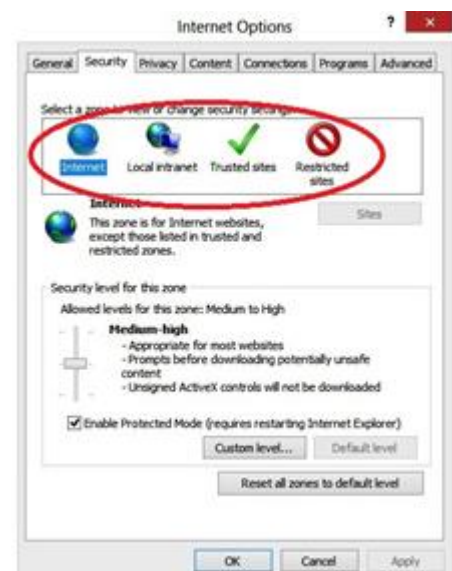 Internet Options
?
General Security Privacy Content Connections Programs Advanced
Select a zone to view or change security settings.
Internet Local intranet Trusted sites Restricted sites
Internet
Sites
This zone is for Internet websites,
except those listed in trusted and
restricted zones.
Security level for this zone
Allowed levels for this zone: Medium to High
Medium-high
- Appropriate for most websites
- Prompts before downloading potentially unsafe
content
- Unsigned ActiveX controls will not be downloaded
Enable Protected Mode (requires restarting Internet Explorer)
Custom level... Default level
Reset all zones to default level
OK Cancel Apply